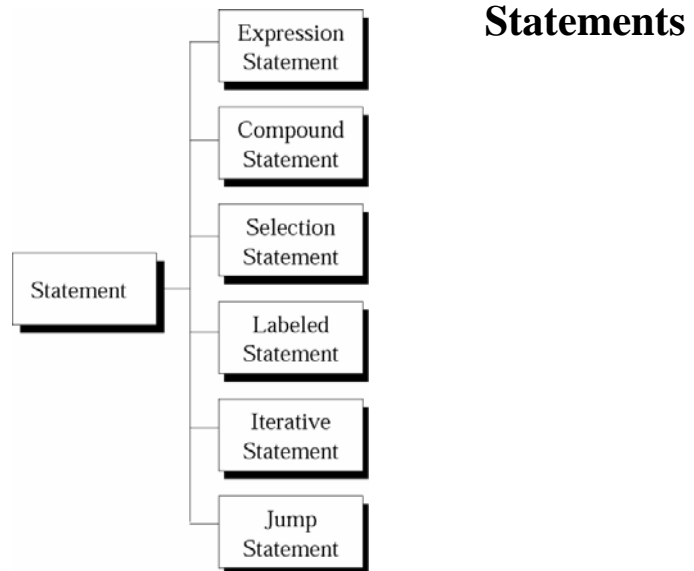 Statements
Expression
Statement
Compound
Statement
Selection
Statement
Statement
Labeled
Statement
Iterative
Statement
Jump
Statement